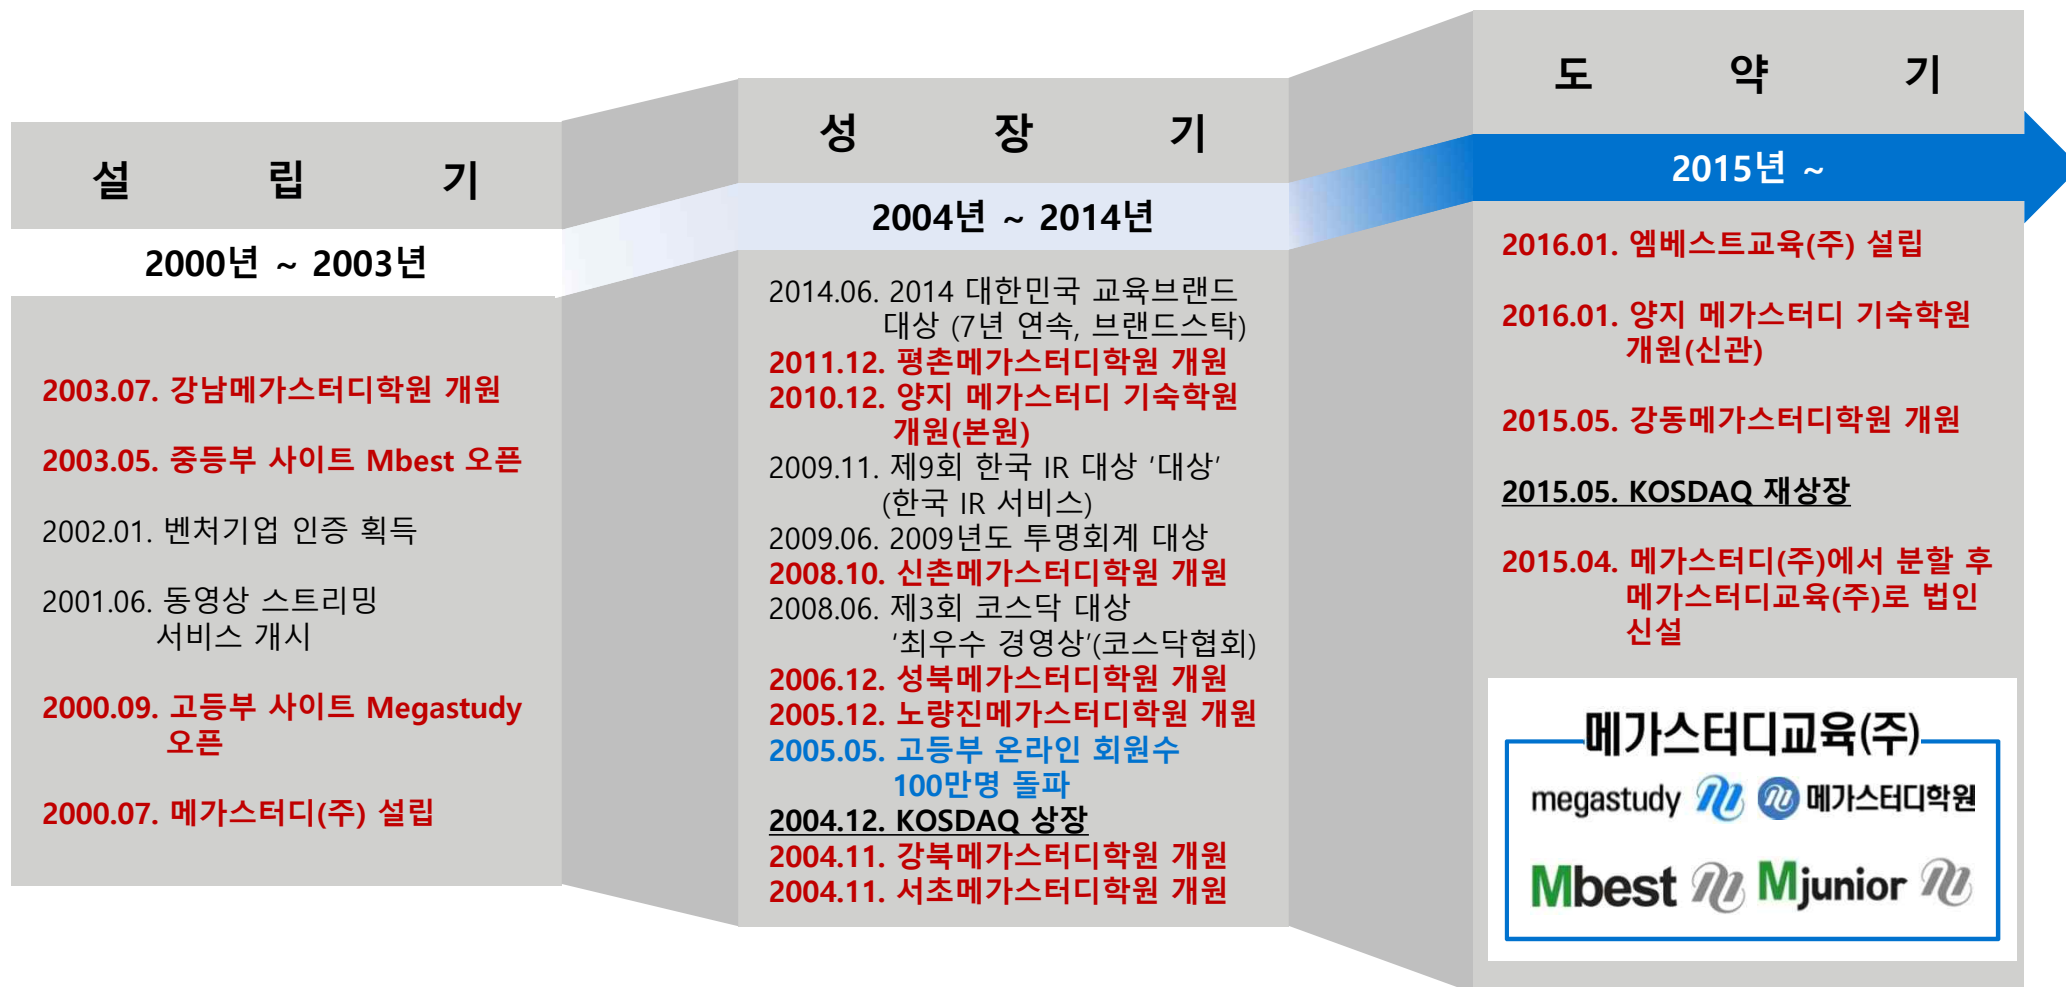 설 립 기
2000년 ~ 2003년
2003.07. 강남메가스터디학원 개원
2003.05. 중등부 사이트 Mbest 오픈
2002.01. 벤처기업 인증 획득
2001.06. 동영상 스트리밍
서비스 개시
2000.09. 고등부 사이트 Megastudy
오픈
2000.07. 메가스터디(주) 설립
성 장 기
2004년 ~ 2014년
2014.06. 2014 대한민국 교육브랜드
대상 (7년 연속, 브랜드스탁)
2011.12. 평촌메가스터디학원 개원
2010.12. 양지 메가스터디 기숙학원
개원(본원)
2009.11. 제9회 한국 IR 대상 ‘대상’
(한국 IR 서비스)
2009.06. 2009년도 투명회계 대상
2008.10. 신촌메가스터디학원 개원
2008.06. 제3회 코스닥 대상
‘최우수 경영상’(코스닥협회)
2006.12. 성북메가스터디학원 개원
2005.12. 노량진메가스터디학원 개원
2005.05. 고등부 온라인 회원수
100만명 돌파
2004.12. KOSDAQ 상장
2004.11. 강북메가스터디학원 개원
2004.11. 서초메가스터디학원 개원
도 약 기
2015년 ~
2016.01. 엠베스트교육(주) 설립
2016.01. 양지 메가스터디 기숙학원
개원(신관)
2015.05. 강동메가스터디학원 개원
2015.05. KOSDAQ 재상장
2015.04. 메가스터디(주)에서 분할 후
메가스터디교육(주)로 법인
신설
메가스터디교육(주)
megastudy 메가스터디학원
Mbest Mjunior